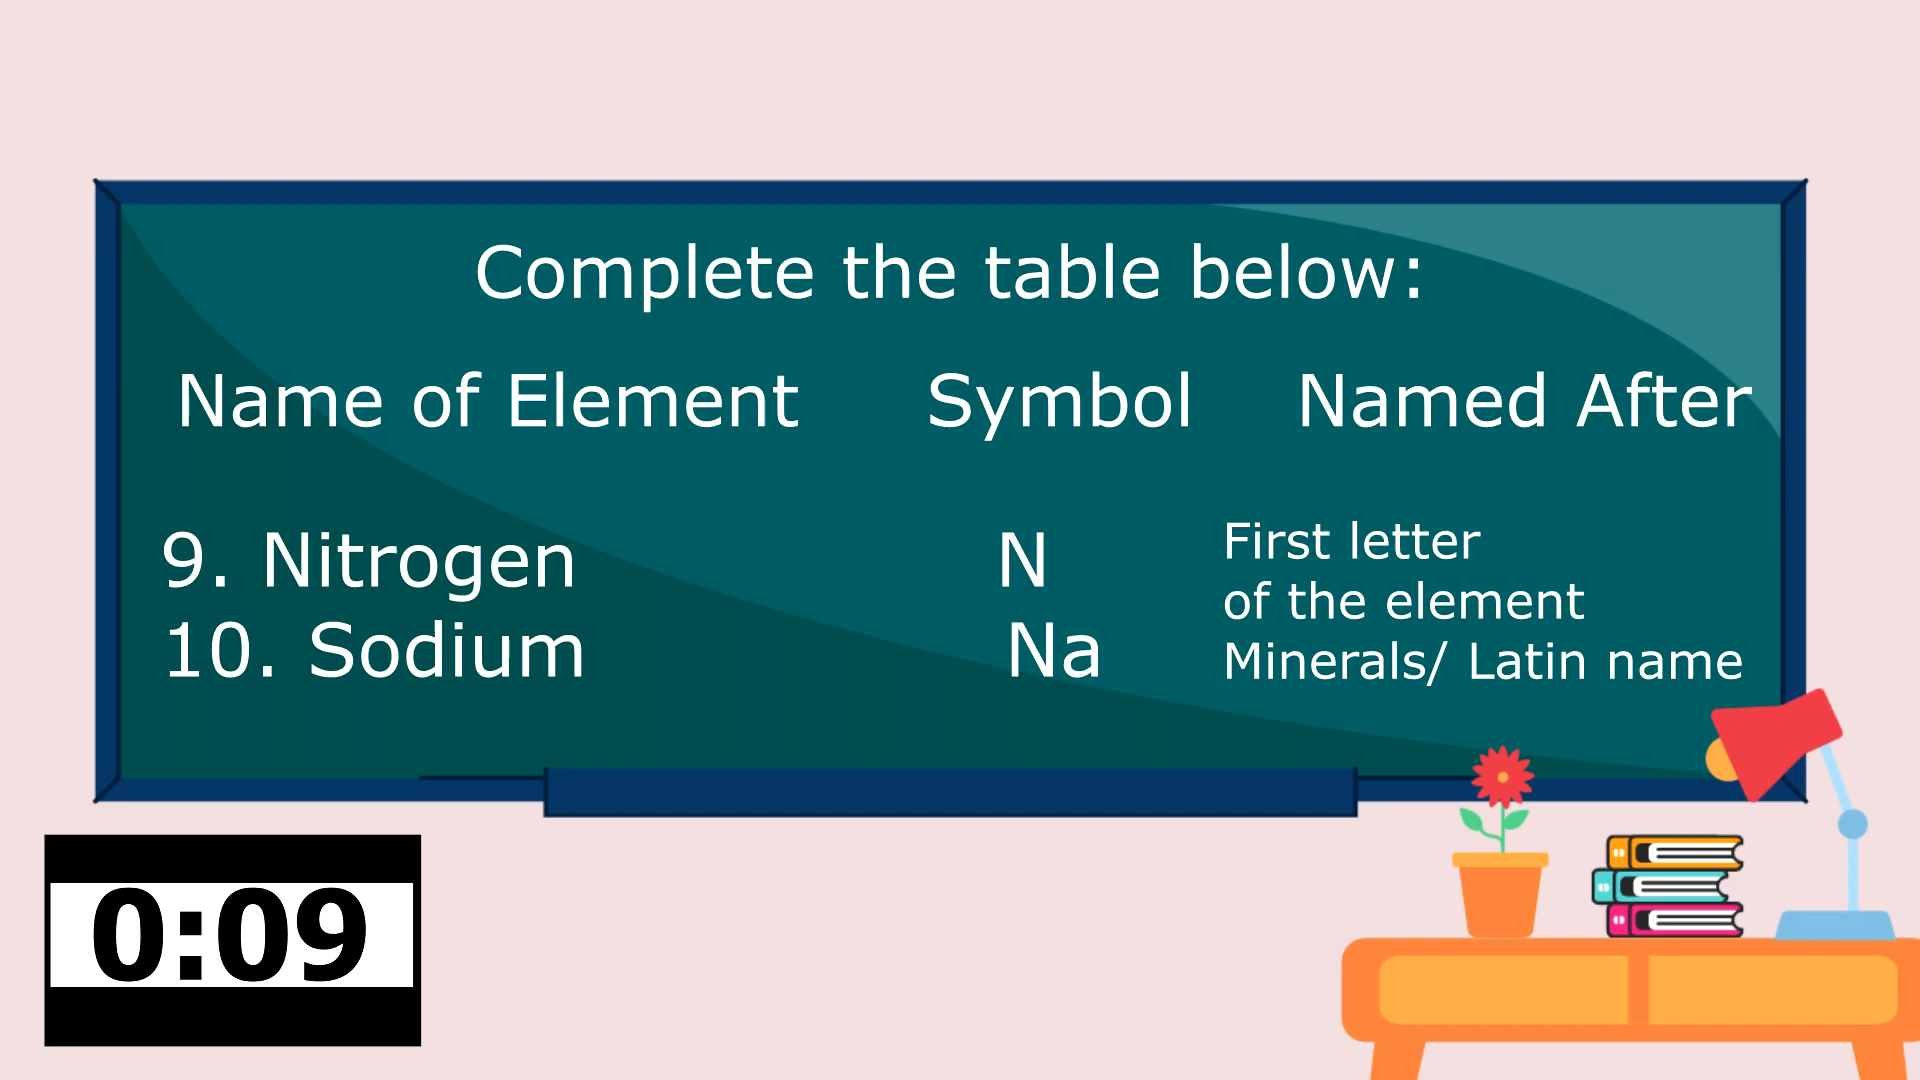 Complete the table below:
Name of Element Symbol Named After
9. Nitrogen N First letter
of the element
10. Sodium Na Minerals/ Latin name
0:09